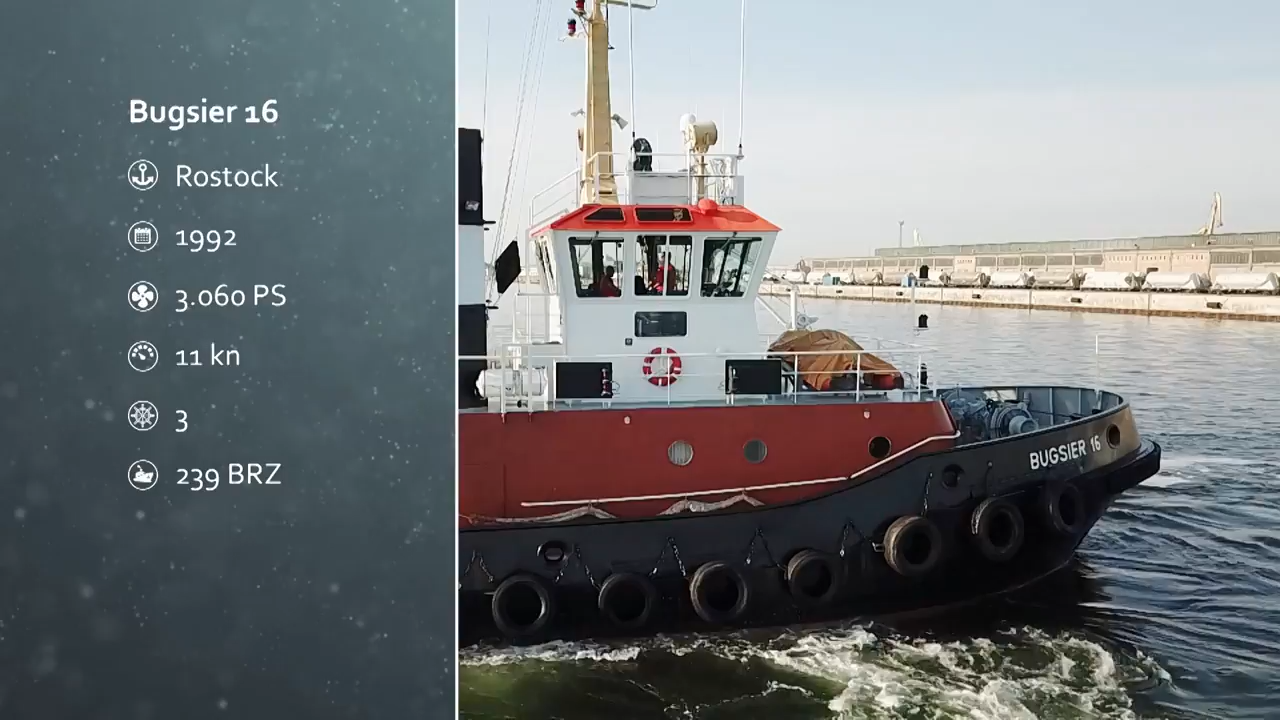 Bugsier 16
Rostock
1992
3.060 PS
11 kn
3
239 BRZ
BUGSIER 16